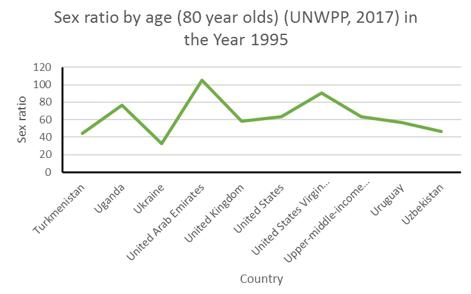 Sex ratio by age (80 year olds) (UNWPP, 2017) in
the Year 1995
120
100
80
60
40
20
0
Sex ratio
Turkmenistan
Uganda
Ukraine
United Arab Emirates
United Kingdom
United States
United States Virgin...
Upper-middle-income...
Uruguay
Uzbekistan
Country